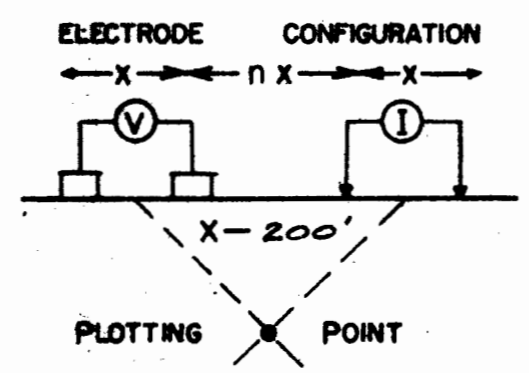 ELECTRODE CONFIGURATION
x n x x
V I
X — 200'
PLOTTING POINT